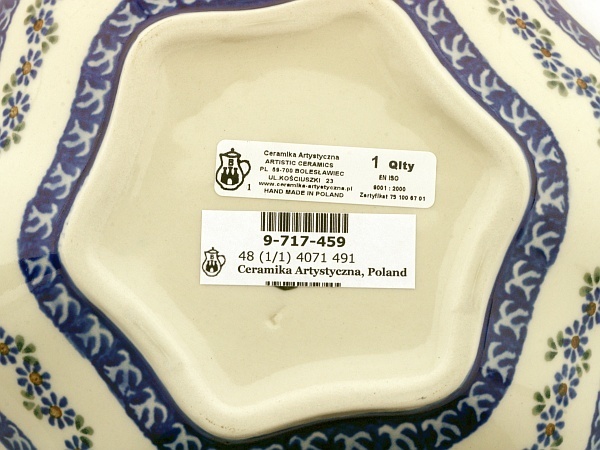 Ceramika Artystyczna
ARTISTIC CERAMICS
PL 59-700 BOLESŁAWIEC
UL.KOŚCIUSZKI 23
www.ceramika-artystyczna.pl
HAND MADE IN POLAND
B
1
1 Qlty
EN ISO
9001 : 2000
Zertyfikat 75 100 67 01
9-717-459
48 (1/1) 4071 491
Ceramika Artystyczna, Poland